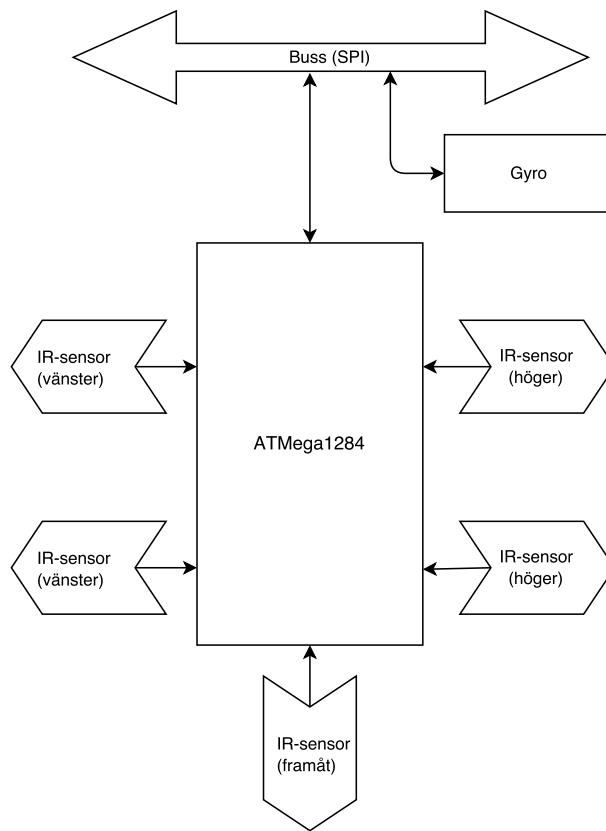 Buss (SPI)
Gyro
IR-sensor
(vänster)
IR-sensor
(höger)
ATMega1284
IR-sensor
(vänster)
IR-sensor
(höger)
IR-sensor
(framåt)